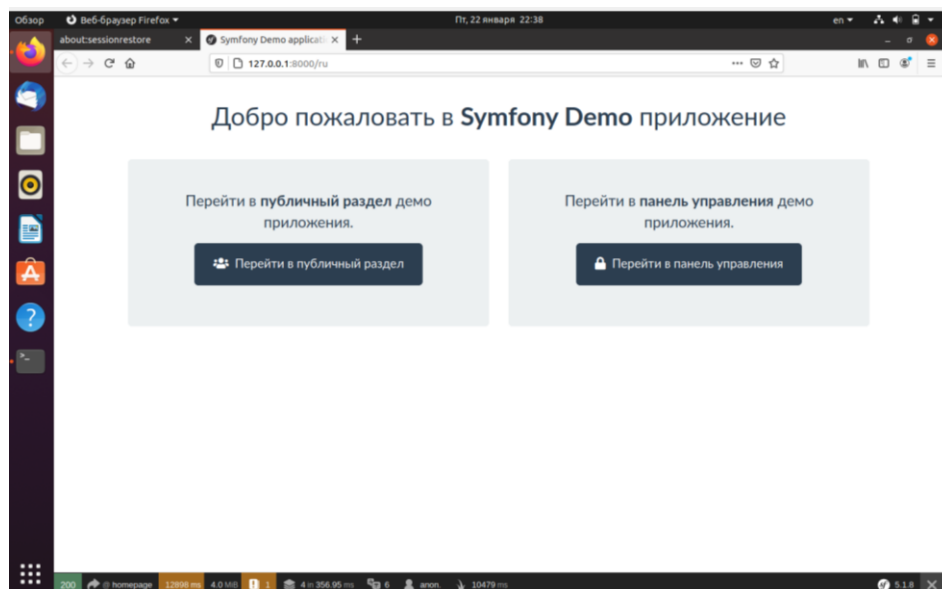 Обзор
Веб-браузер Firefox
Пт, 22 января 22:38
en
about:sessionrestore
Symfony Demo applicati
127.0.0.1:8000/ru
Добро пожаловать в Symfony Demo приложение
Перейти в публичный раздел демо
приложения.
Перейти в публичный раздел
Перейти в панель управления демо
приложения.
Перейти в панель управления
200 @ homepage 12898 ms 4.0 MiB 1 4 in 356.95 ms 6 anon. 10479 ms 5.1.8